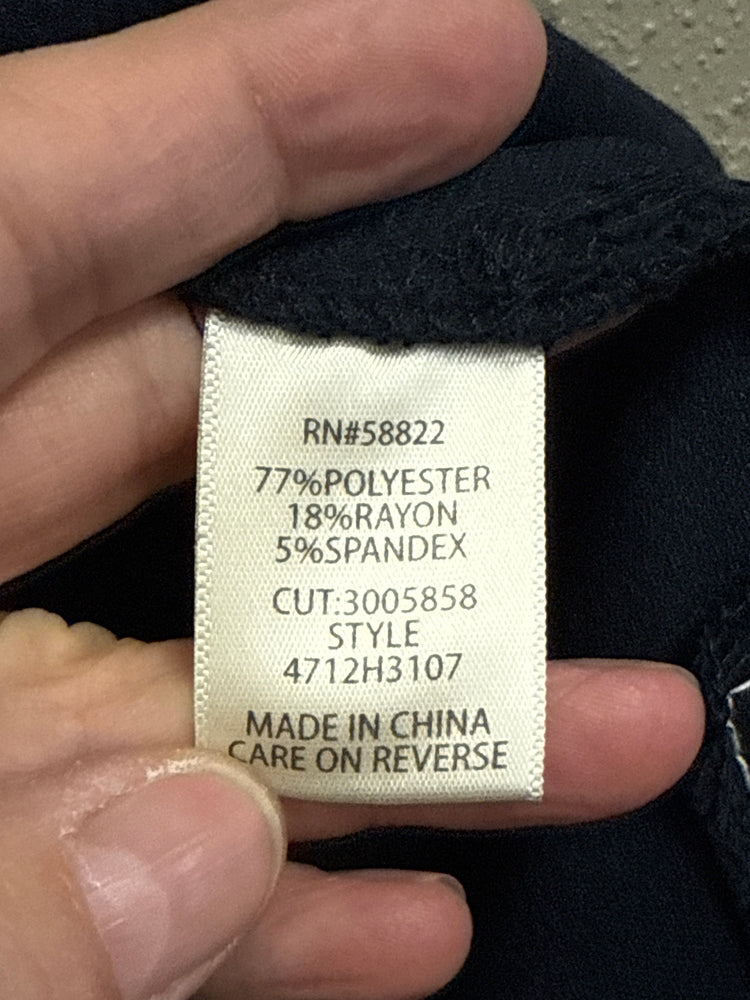 RN#58822
77%POLYESTER
18%RAYON
5%SPANDEX
CUT:3005858
STYLE
4712H3107
MADE IN CHINA
CARE ON REVERSE